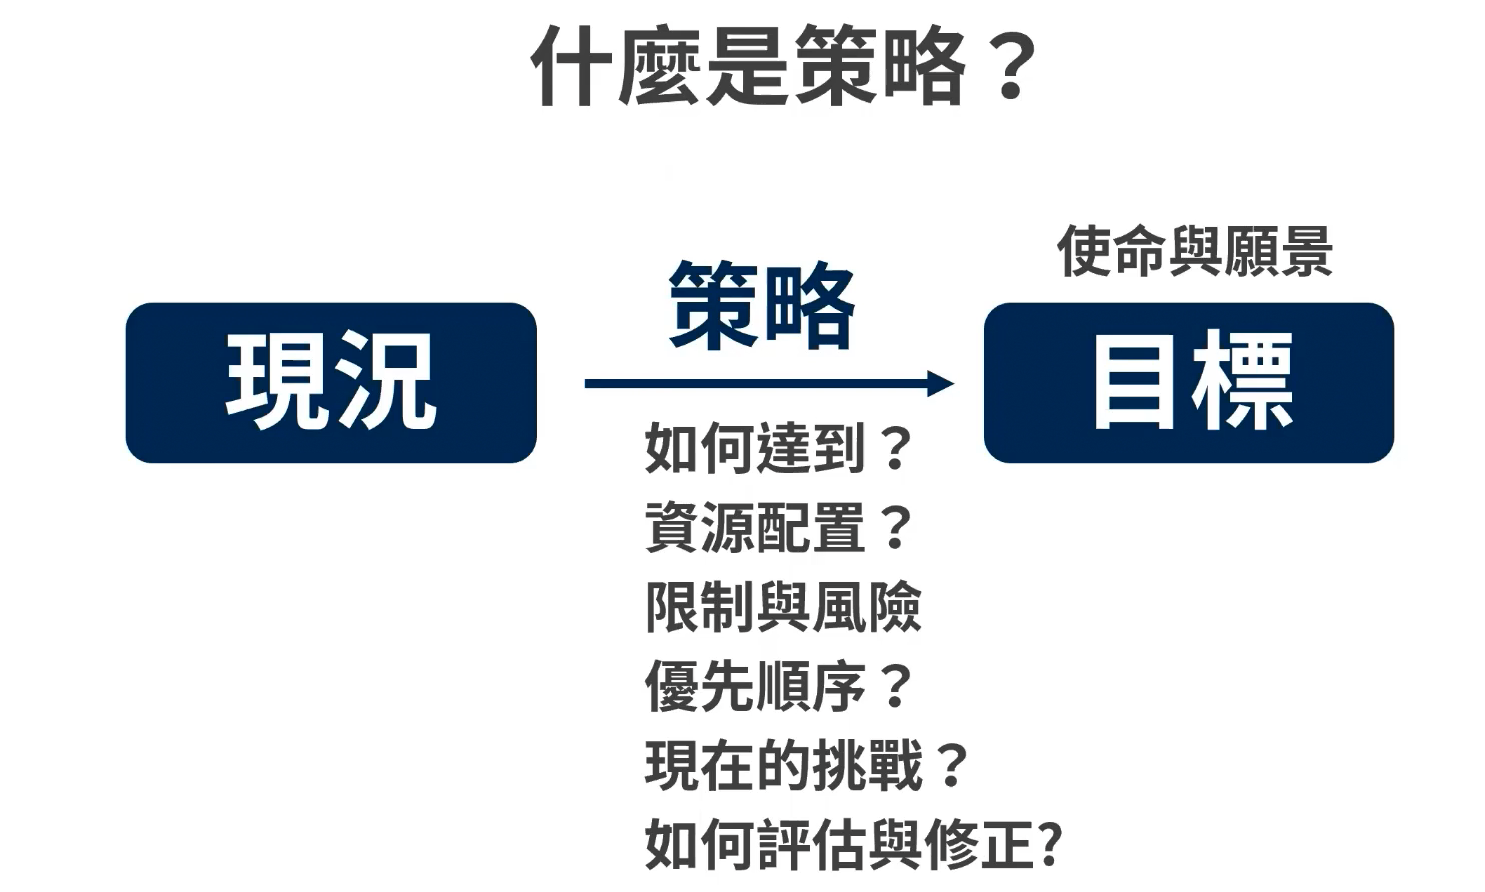 什麼是策略？
使命與願景
策略
現況
目標
如何達到？
資源配置？
限制與風險
優先順序？
現在的挑戰？
如何評估與修正?